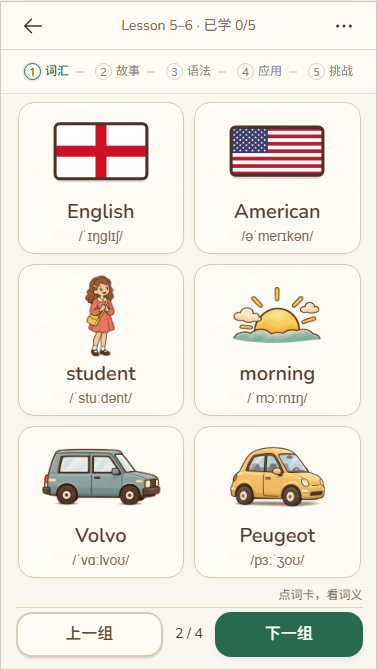 Lesson 5–6 · 已学 0/5
1 词汇 – 2 故事 – 3 语法 – 4 应用 – 5 挑战
English American
/ˈɪŋɡlɪʃ/ /əˈmerɪkən/
student morning
/ˈstuːdənt/ /ˈmɔːrnɪŋ/
Volvo Peugeot
/ˈvɑːlvoʊ/ /pɜːˈʒoʊ/
点词卡，看词义
上一组 2 / 4 下一组